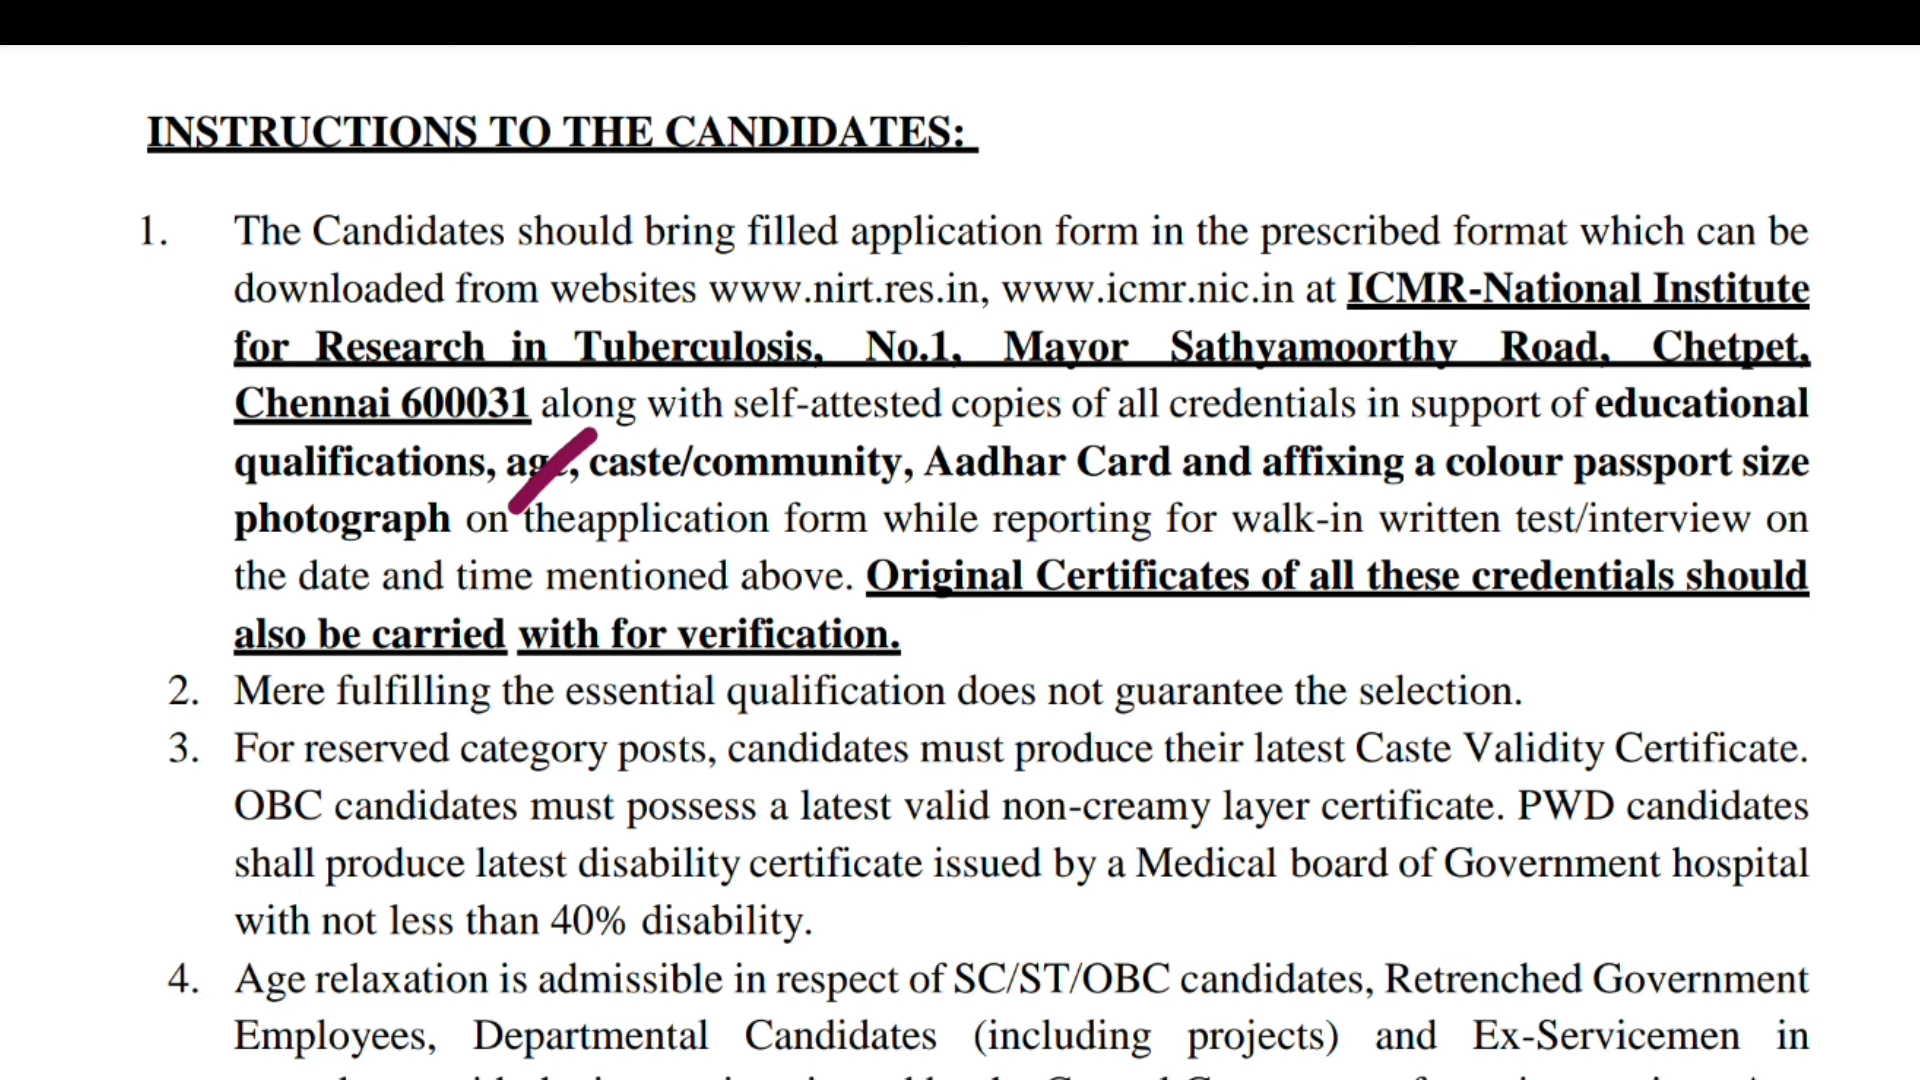 INSTRUCTIONS TO THE CANDIDATES:
1. The Candidates should bring filled application form in the prescribed format which can be
downloaded from websites www.nirt.res.in, www.icmr.nic.in at ICMR-National Institute
for Research in Tuberculosis, No.1, Mayor Sathyamoorthy Road, Chetpet,
Chennai 600031 along with self-attested copies of all credentials in support of educational
qualifications, age, caste/community, Aadhar Card and affixing a colour passport size
photograph on theapplication form while reporting for walk-in written test/interview on
the date and time mentioned above. Original Certificates of all these credentials should
also be carried with for verification.
2. Mere fulfilling the essential qualification does not guarantee the selection.
3. For reserved category posts, candidates must produce their latest Caste Validity Certificate.
OBC candidates must possess a latest valid non-creamy layer certificate. PWD candidates
shall produce latest disability certificate issued by a Medical board of Government hospital
with not less than 40% disability.
4. Age relaxation is admissible in respect of SC/ST/OBC candidates, Retrenched Government
Employees, Departmental Candidates (including projects) and Ex-Servicemen in